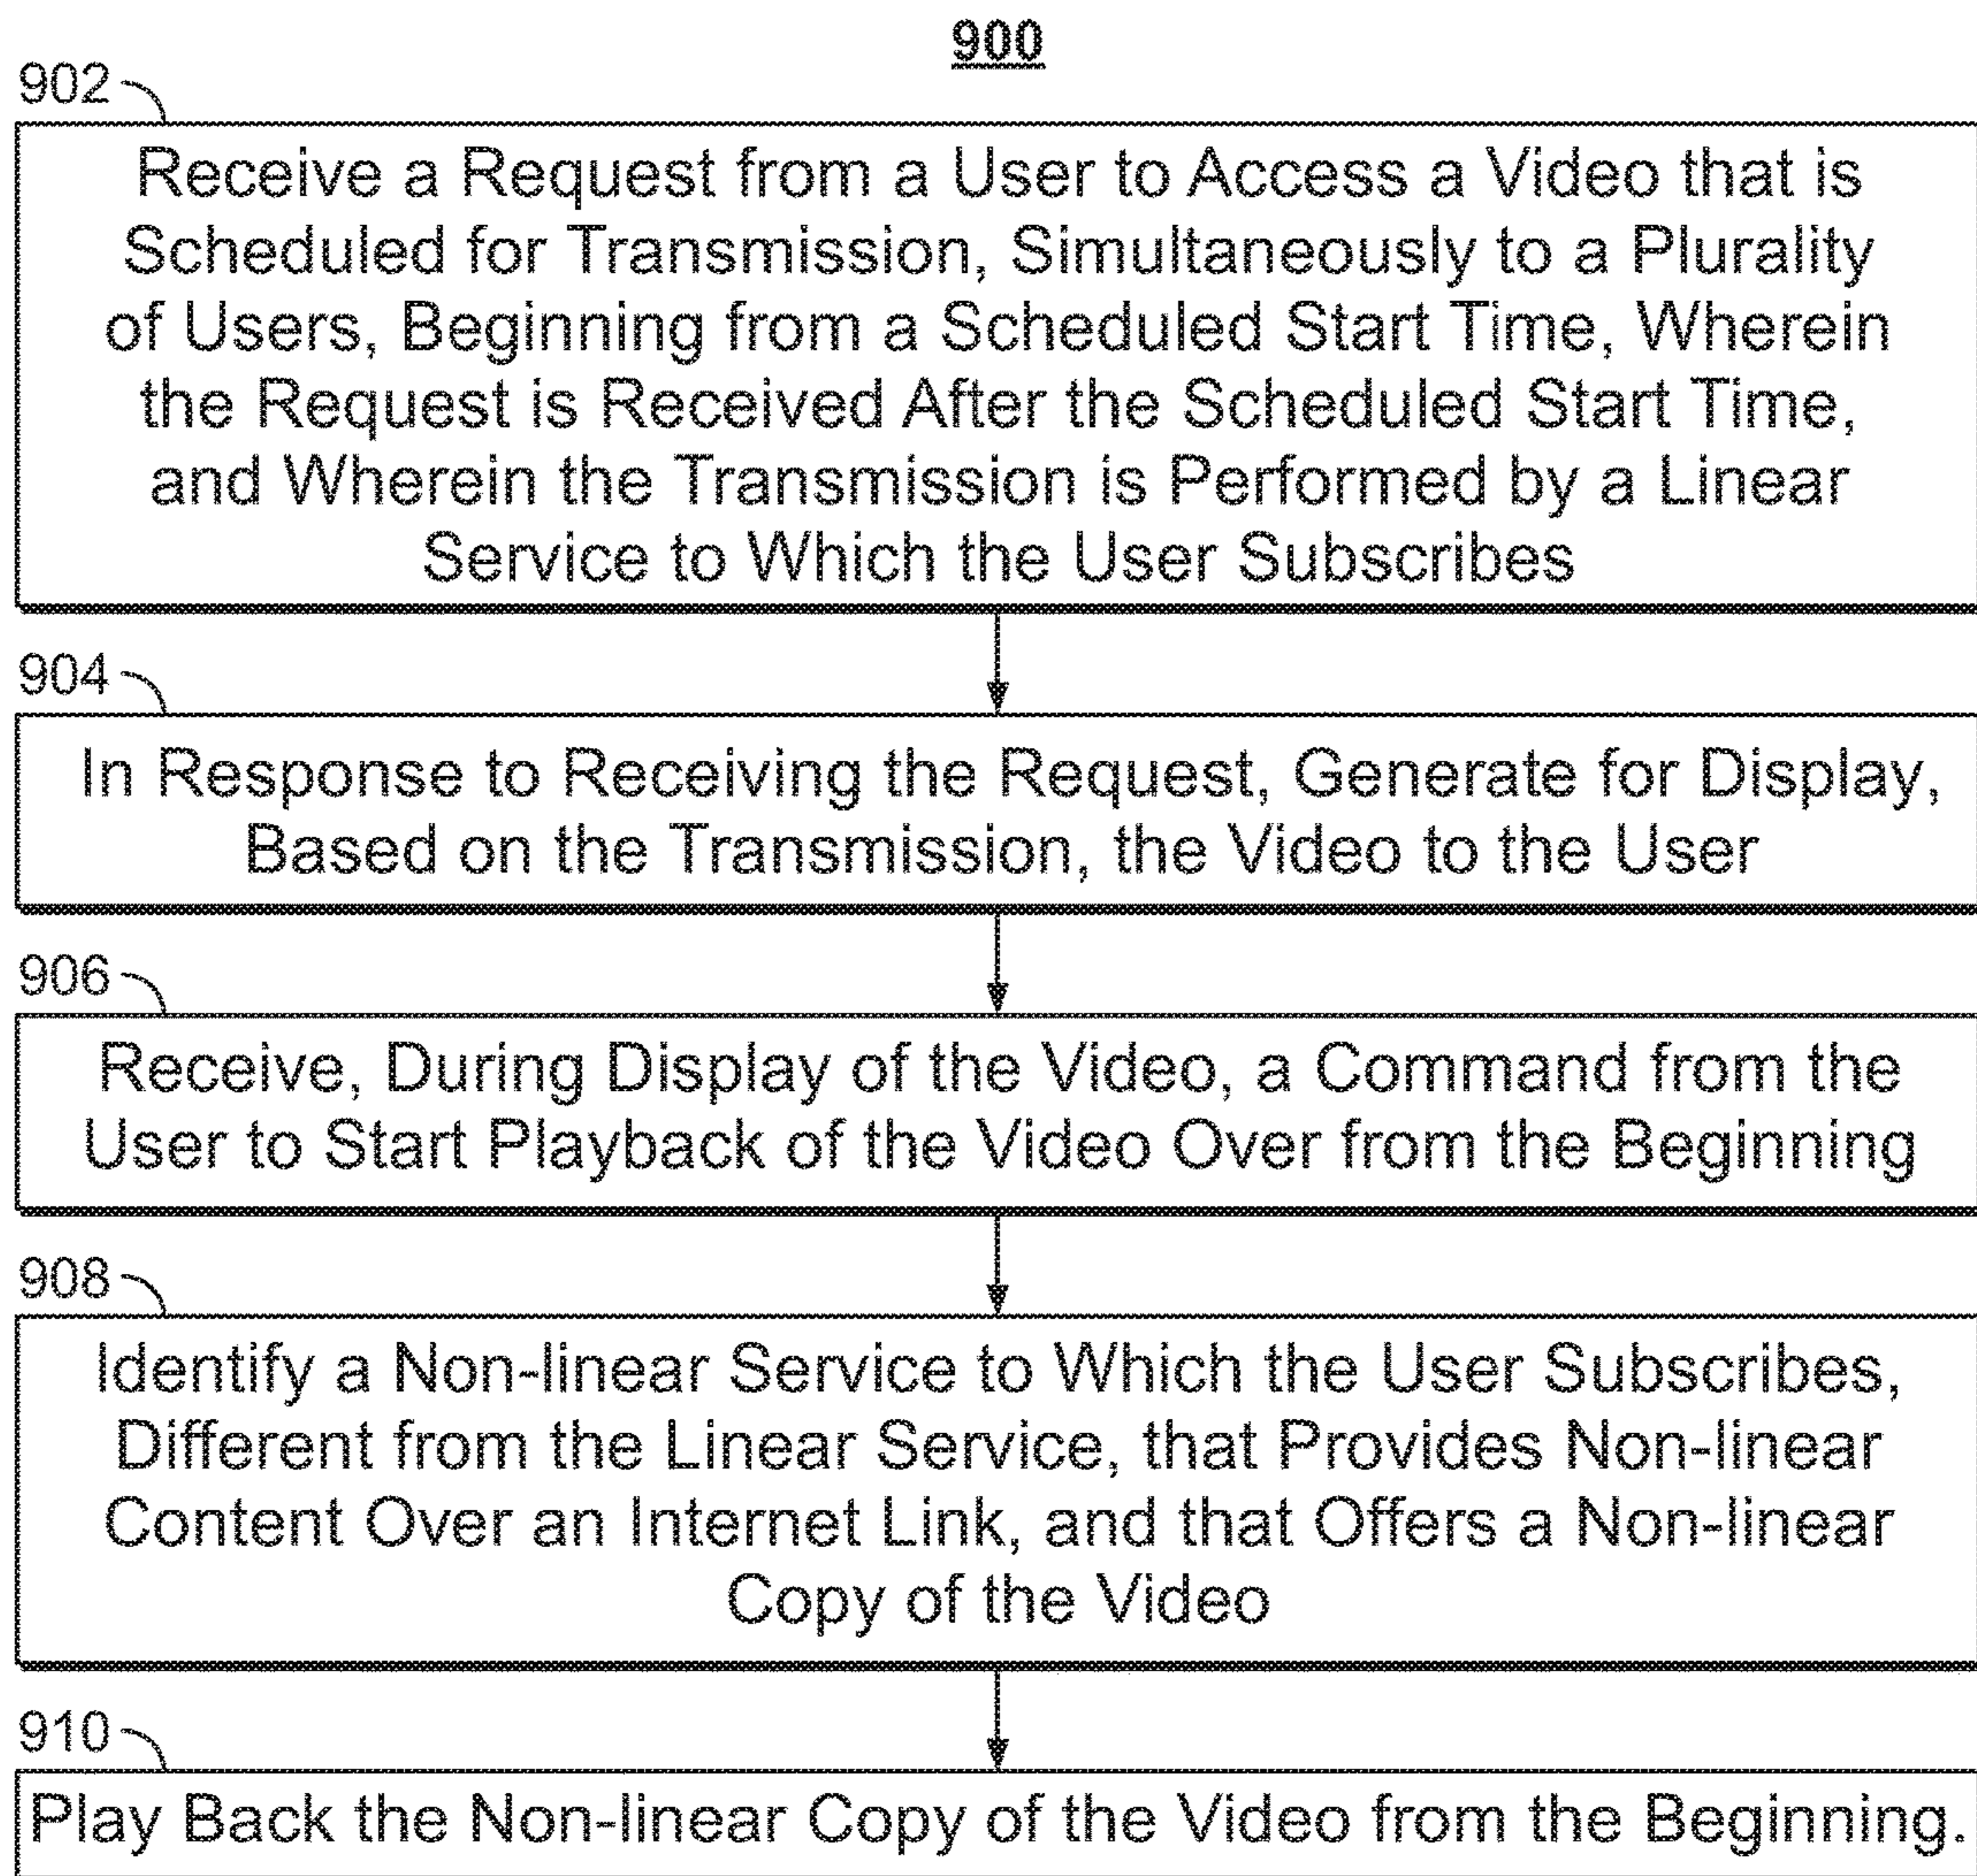 900
902
Receive a Request from a User to Access a Video that is
Scheduled for Transmission, Simultaneously to a Plurality
of Users, Beginning from a Scheduled Start Time, Wherein
the Request is Received After the Scheduled Start Time,
and Wherein the Transmission is Performed by a Linear
Service to Which the User Subscribes
904
In Response to Receiving the Request, Generate for Display,
Based on the Transmission, the Video to the User
906
Receive, During Display of the Video, a Command from the
User to Start Playback of the Video Over from the Beginning
908
Identify a Non-linear Service to Which the User Subscribes,
Different from the Linear Service, that Provides Non-linear
Content Over an Internet Link, and that Offers a Non-linear
Copy of the Video
910
Play Back the Non-linear Copy of the Video from the Beginning.